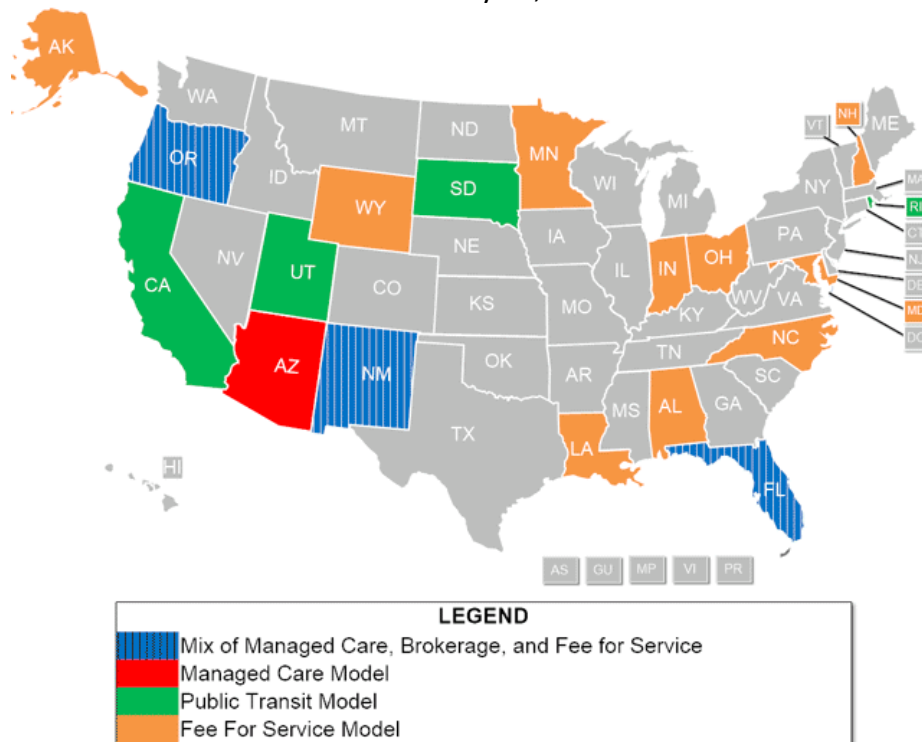 AK
WA
OR
MT
ID
ND
MN
SD
WY
WI
MI
VT
NH
ME
NY
MA
RI
CT
NJ
DE
MD
DC
PA
NV
UT
CA
CO
NE
IA
IL
IN
OH
WV
VA
KS
MO
KY
NC
TN
SC
AZ
NM
OK
AR
MS
AL
GA
TX
LA
FL
HI
AS
GU
MP
VI
PR
LEGEND
Mix of Managed Care, Brokerage, and Fee for Service
Managed Care Model
Public Transit Model
Fee For Service Model